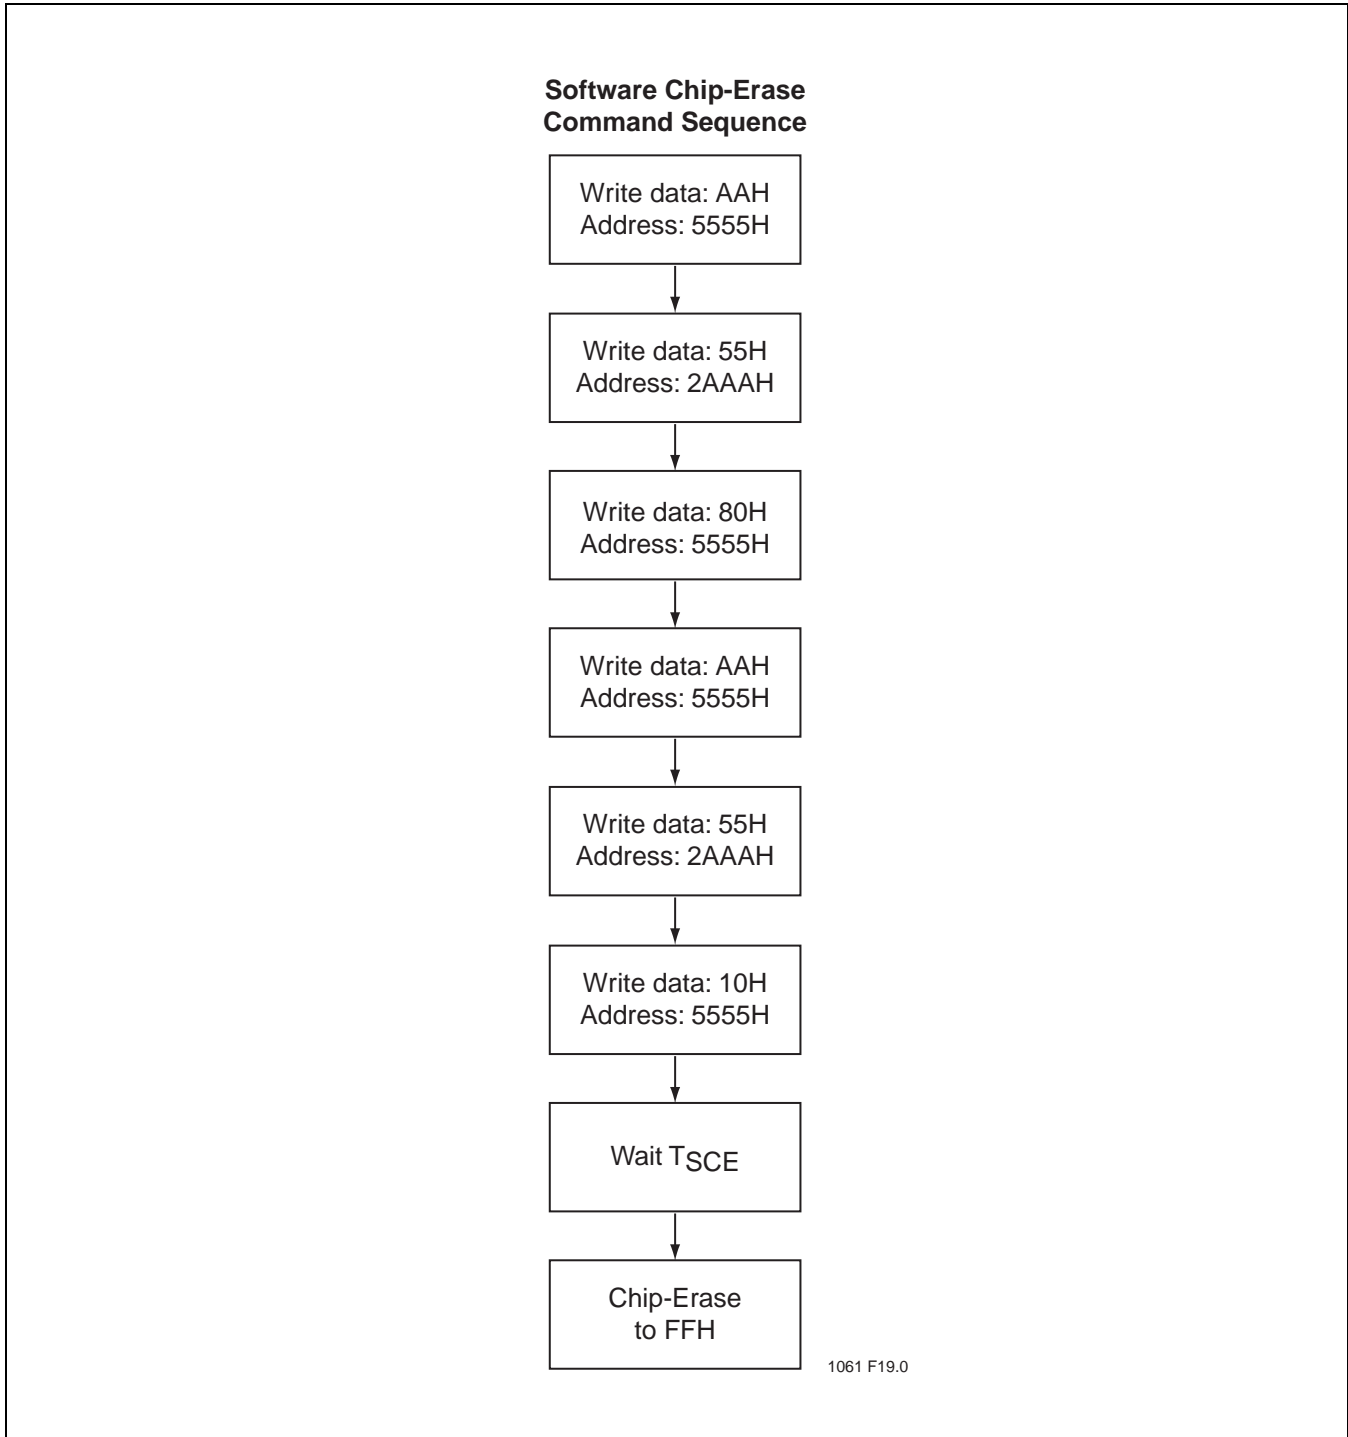 Software Chip-Erase
Command Sequence
Write data: AAH
Address: 5555H
Write data: 55H
Address: 2AAAH
Write data: 80H
Address: 5555H
Write data: AAH
Address: 5555H
Write data: 55H
Address: 2AAAH
Write data: 10H
Address: 5555H
Wait TSCE
Chip-Erase
to FFH
1061 F19.0